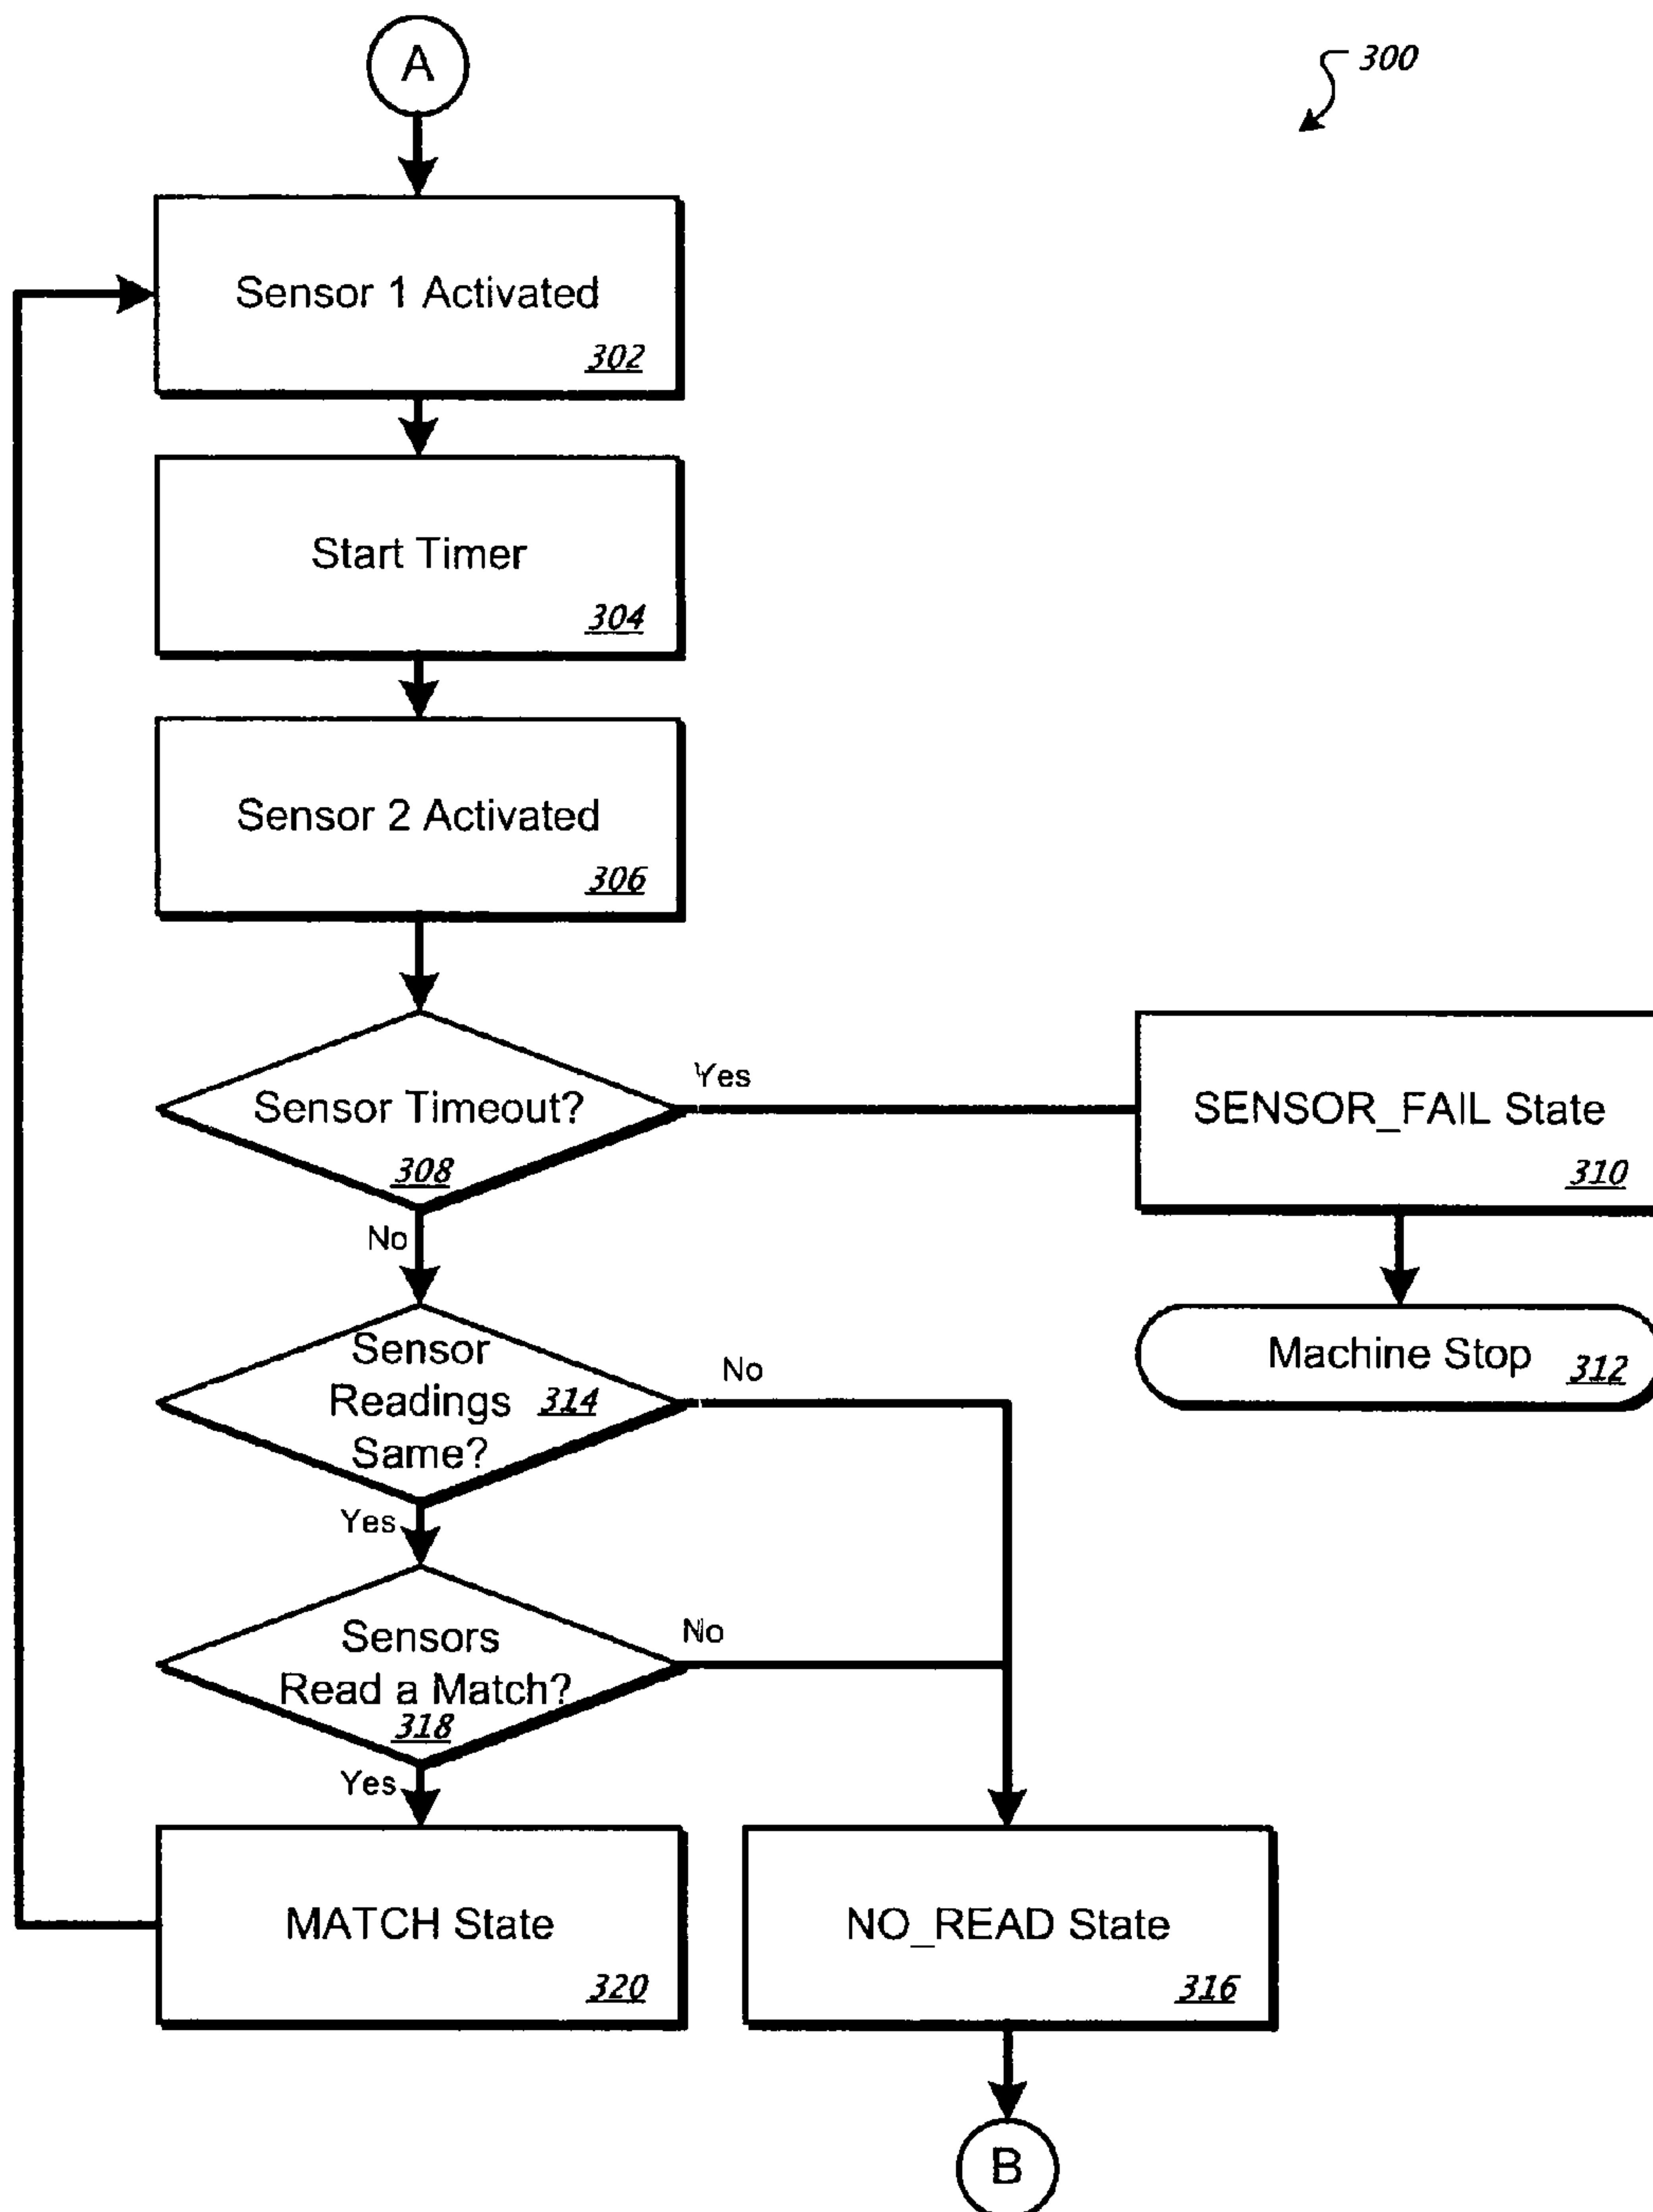 A
300
Sensor 1 Activated
302
Start Timer
304
Sensor 2 Activated
306
Sensor Timeout?
308
Yes
No
SENSOR_FAIL State
310
Machine Stop
312
Sensor
Readings
314
Same?
No
Yes
Sensors
Read a Match?
318
No
Yes
MATCH State
320
NO_READ State
316
B